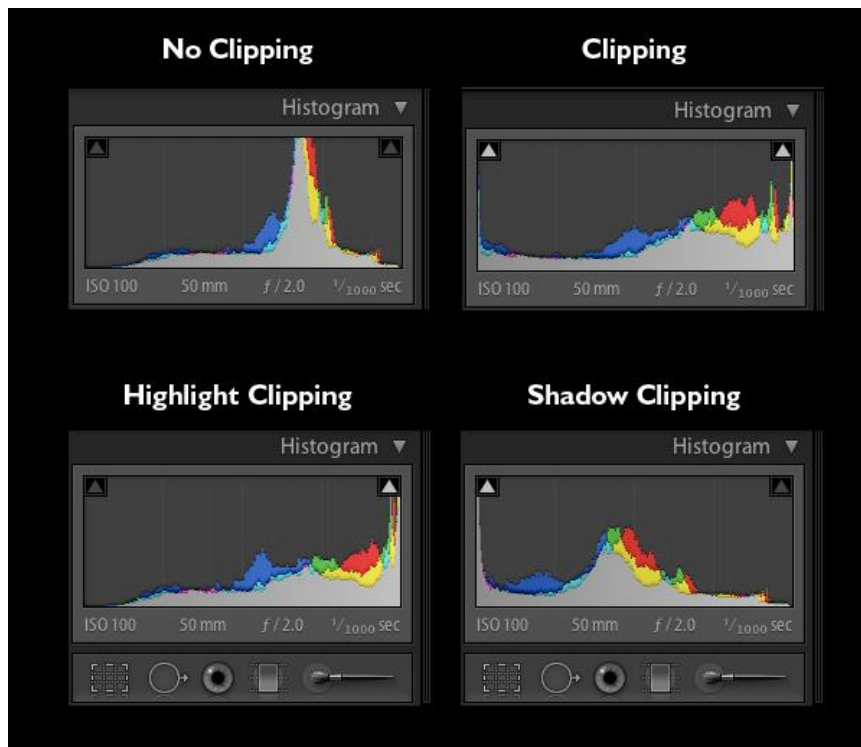 No Clipping
Clipping
Histogram ▼
Histogram ▼
ISO 100 50 mm ƒ / 2.0 1/1000 sec
ISO 100 50 mm ƒ / 2.0 1/1000 sec
Highlight Clipping
Shadow Clipping
Histogram ▼
Histogram ▼
ISO 100 50 mm ƒ / 2.0 1/1000 sec
ISO 100 50 mm ƒ / 2.0 1/1000 sec